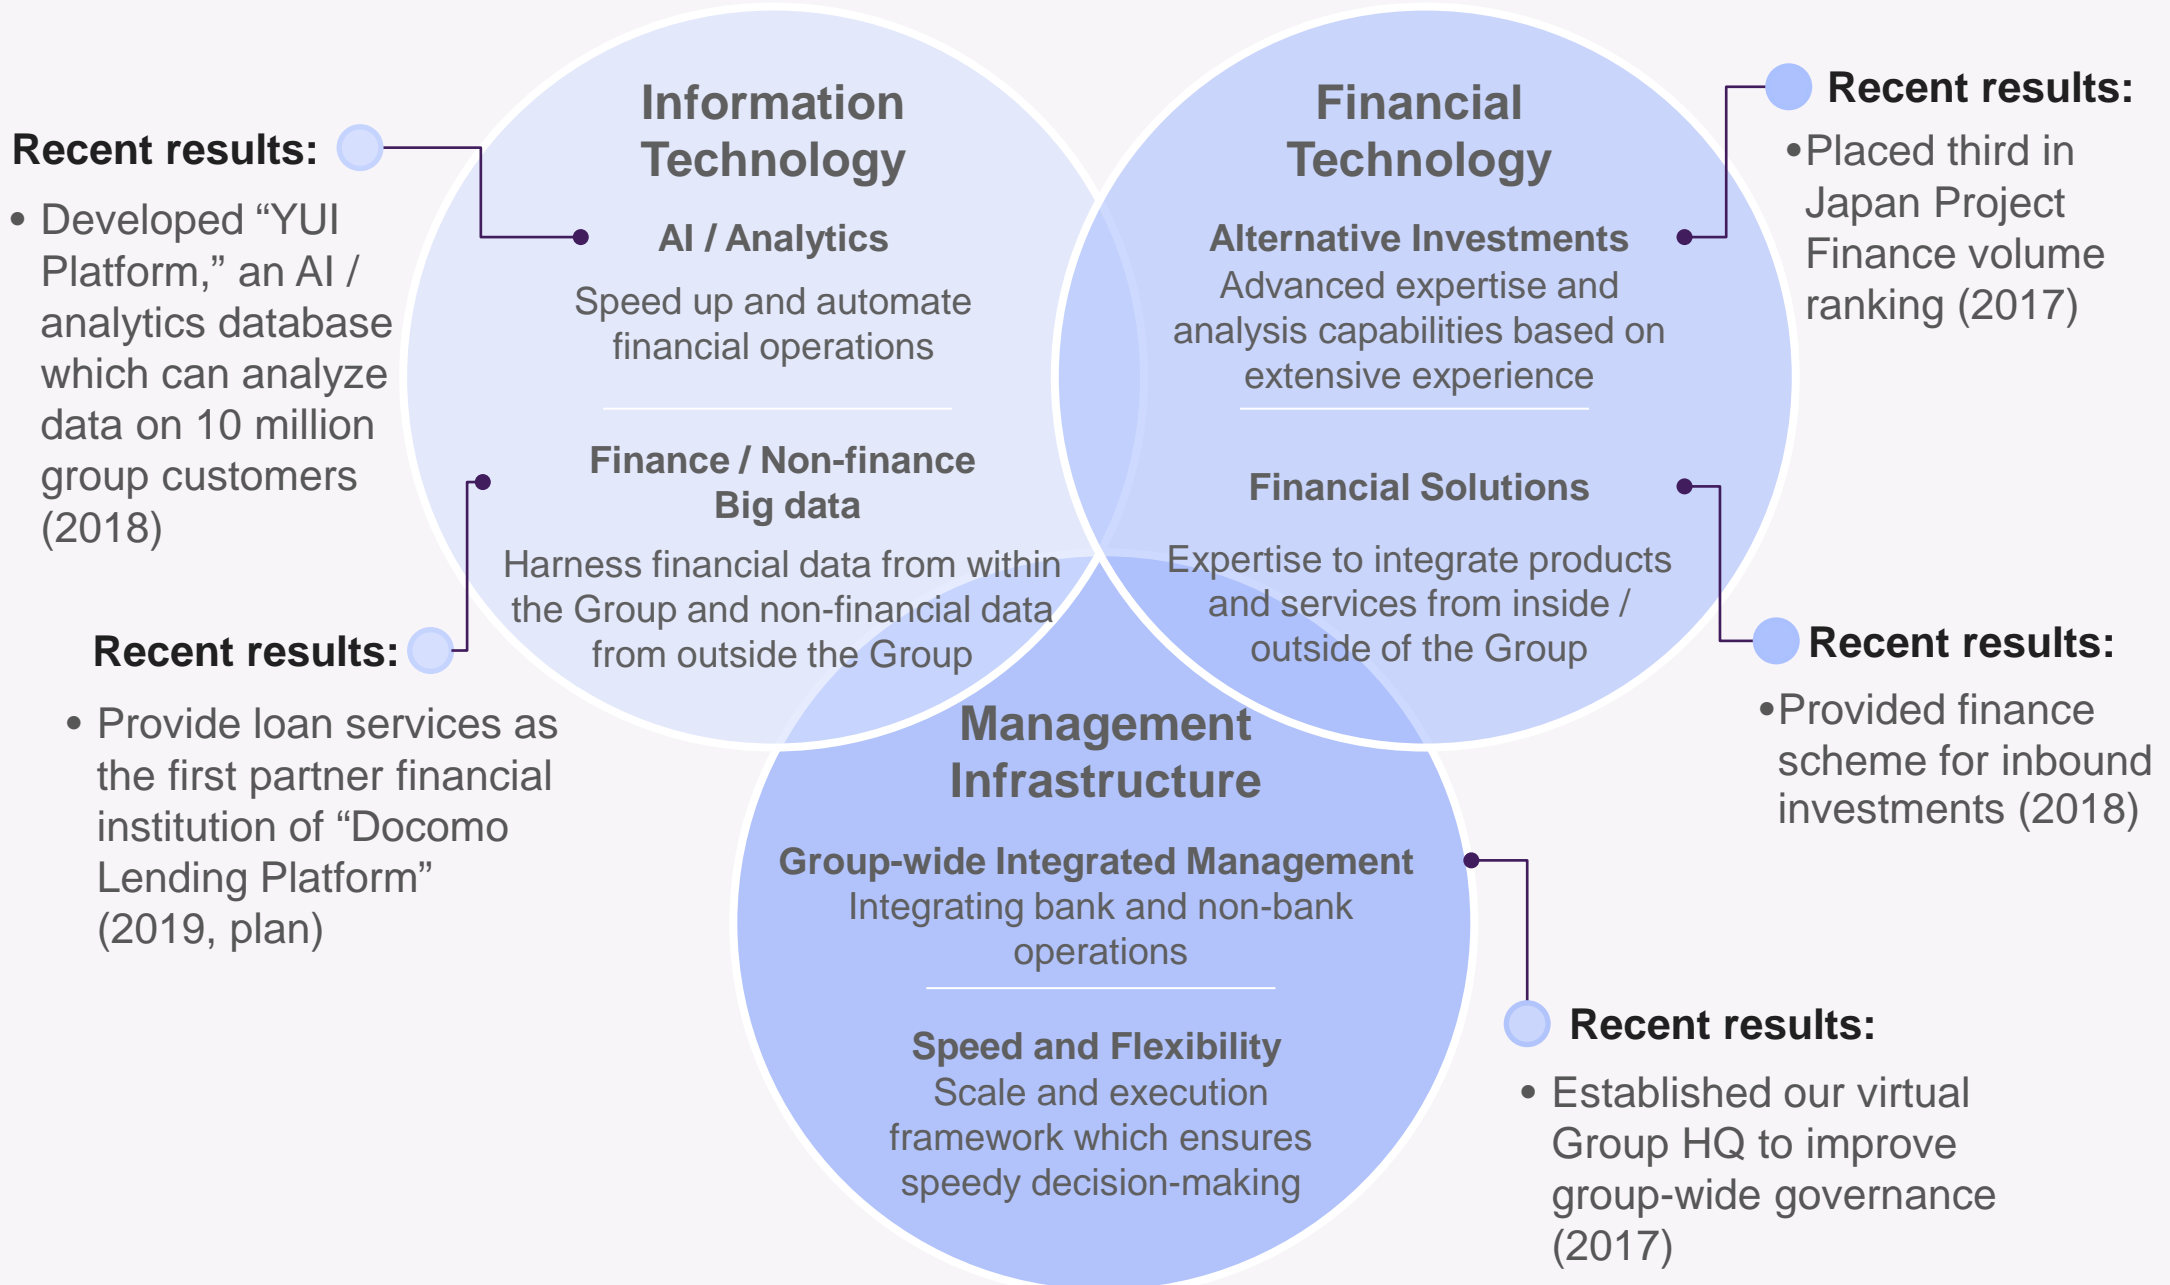 Information
Technology
AI / Analytics
Speed up and automate
financial operations
Finance / Non-finance
Big data
Harness financial data from within
the Group and non-financial data
from outside the Group
Recent results:
• Developed “YUI
Platform,” an AI /
analytics database
which can analyze
data on 10 million
group customers
(2018)
Recent results:
• Provide loan services as
the first partner financial
institution of “Docomo
Lending Platform”
(2019, plan)
Financial
Technology
Alternative Investments
Advanced expertise and
analysis capabilities based on
extensive experience
Financial Solutions
Expertise to integrate products
and services from inside /
outside of the Group
Recent results:
•Placed third in
Japan Project
Finance volume
ranking (2017)
Recent results:
•Provided finance
scheme for inbound
investments (2018)
Management
Infrastructure
Group-wide Integrated Management
Integrating bank and non-bank
operations
Speed and Flexibility
Scale and execution
framework which ensures
speedy decision-making
Recent results:
• Established our virtual
Group HQ to improve
group-wide governance
(2017)